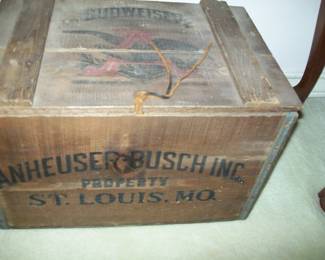 BUDWEISER
ANHEUSER-BUSCH INC.
PROPERTY
ST. LOUIS. MO.